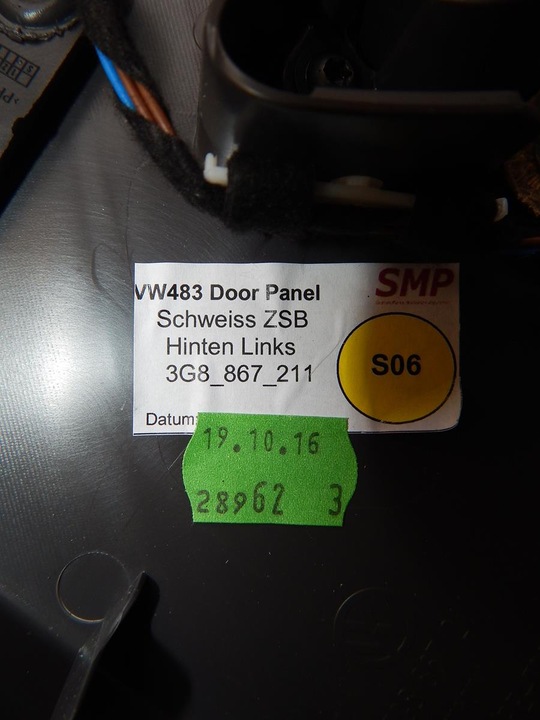 VW483 Door Panel
SMP
Schweiss ZSB
Hinten Links
3G8_867_211
S06
Datum:
19.10.16
28962 3